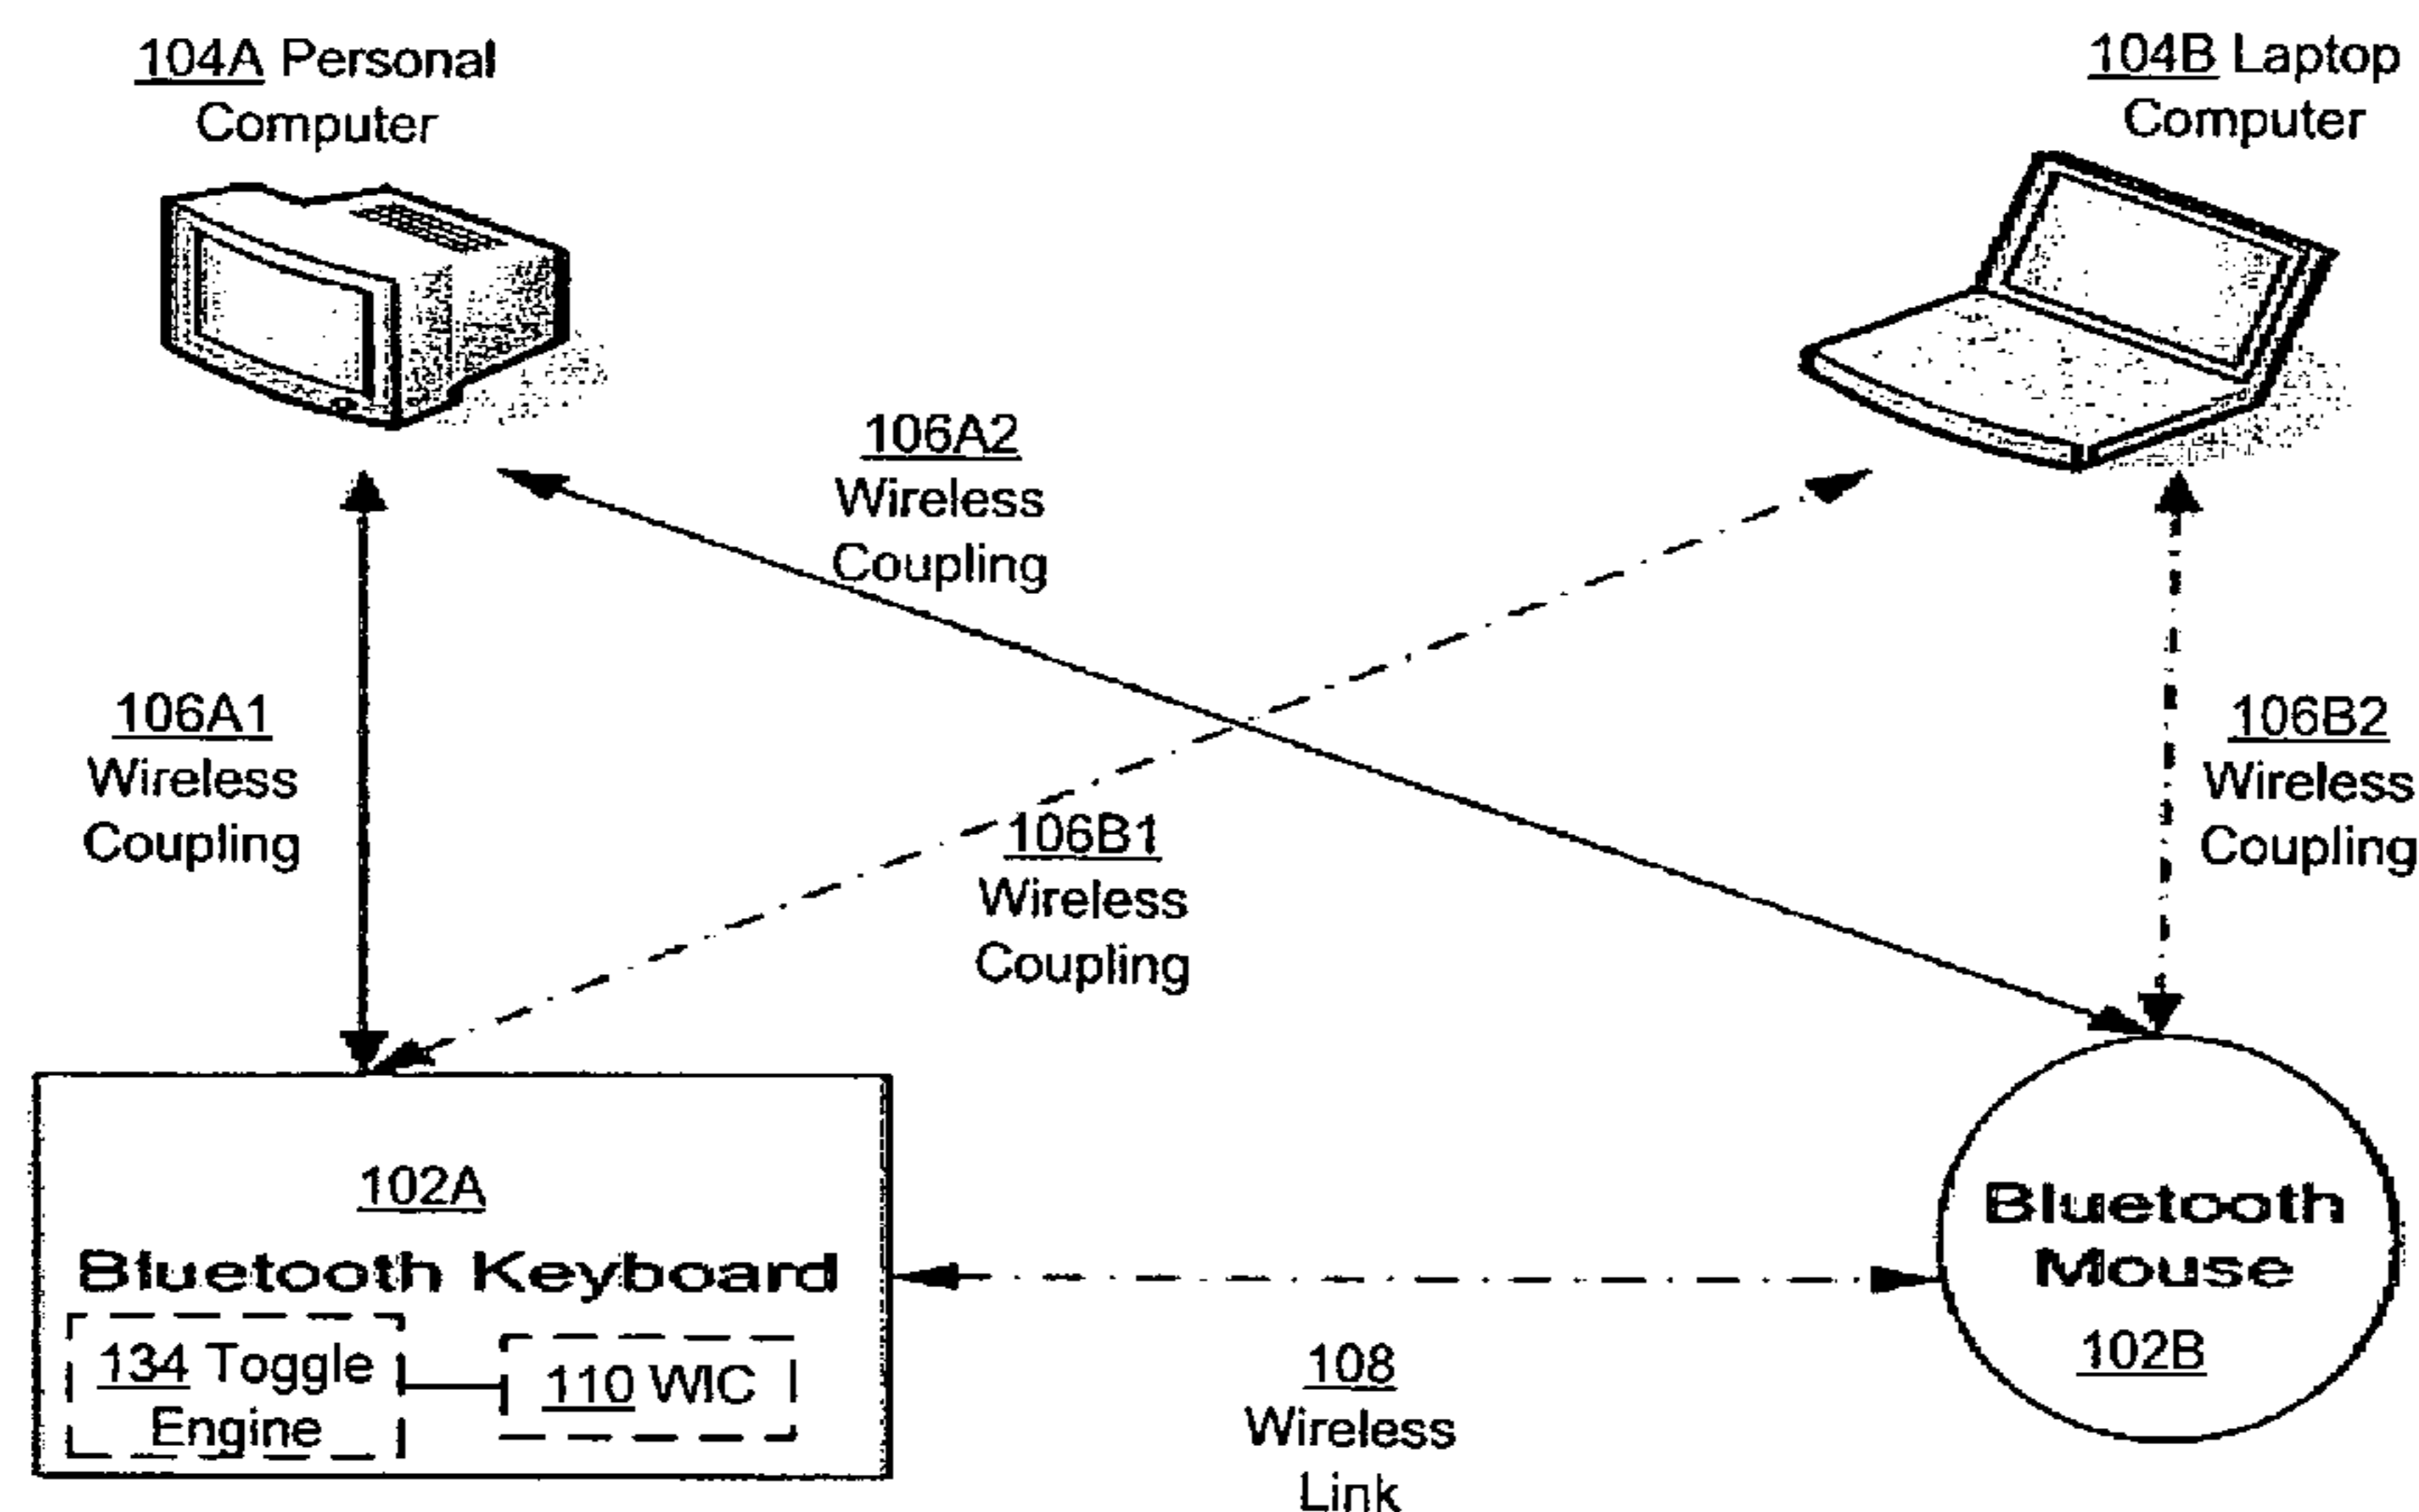 104A Personal
Computer
104B Laptop
Computer
106A2
Wireless
Coupling
106A1
Wireless
Coupling
106B1
Wireless
Coupling
106B2
Wireless
Coupling
102A
Bluetooth Keyboard
134 Toggle
Engine
110 WIC
108
Wireless
Link
Bluetooth
Mouse
102B